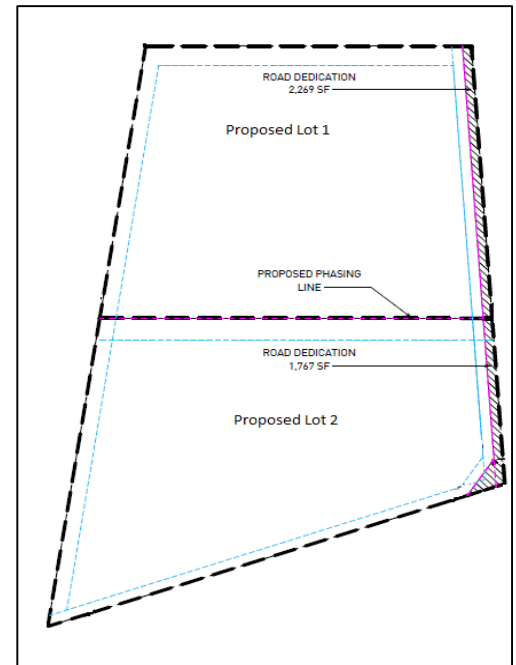 ROAD DEDICATION
2,269 SF
Proposed Lot 1
PROPOSED PHASING
LINE
ROAD DEDICATION
1,767 SF
Proposed Lot 2